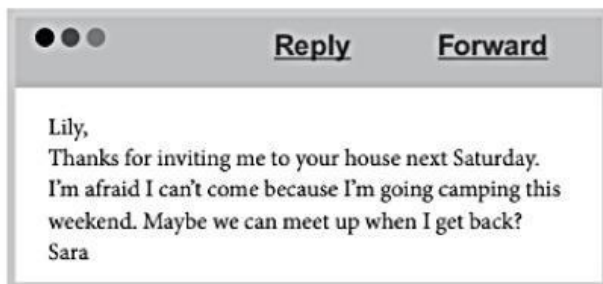 Reply Forward
Lily,
Thanks for inviting me to your house next Saturday.
I'm afraid I can't come because I'm going camping this
weekend. Maybe we can meet up when I get back?
Sara